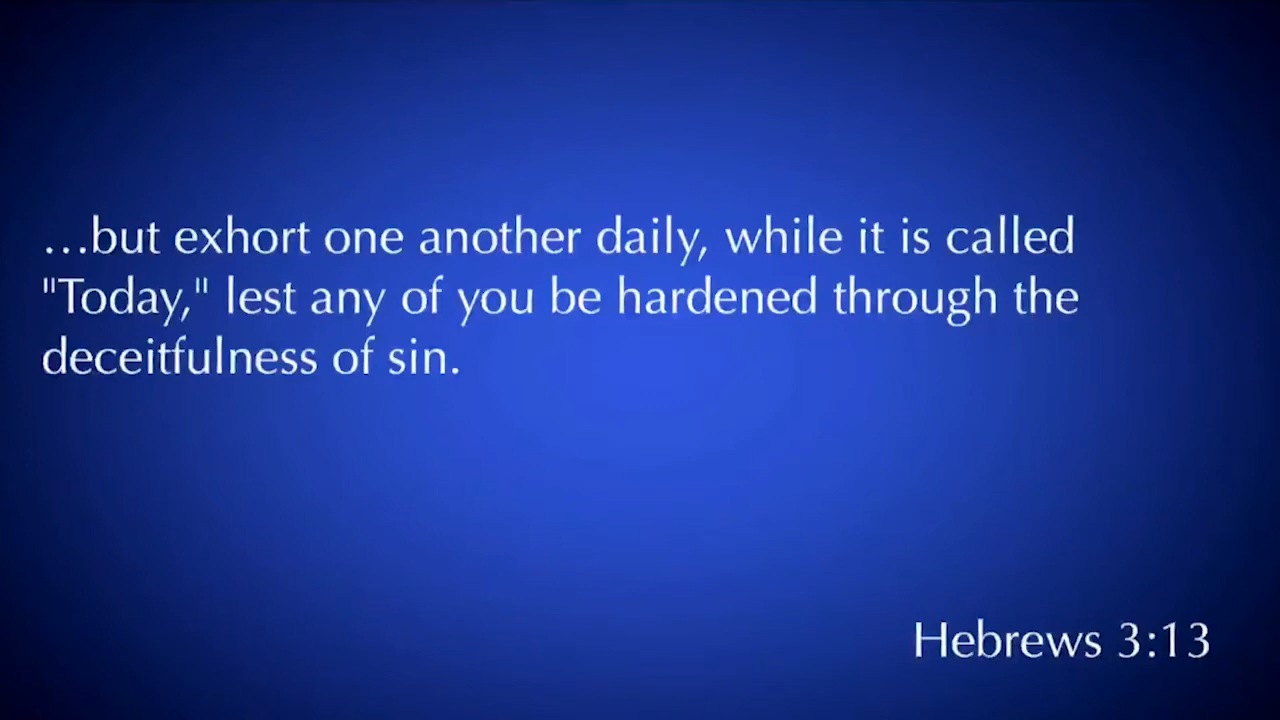 …but exhort one another daily, while it is called
"Today," lest any of you be hardened through the
deceitfulness of sin.
Hebrews 3:13